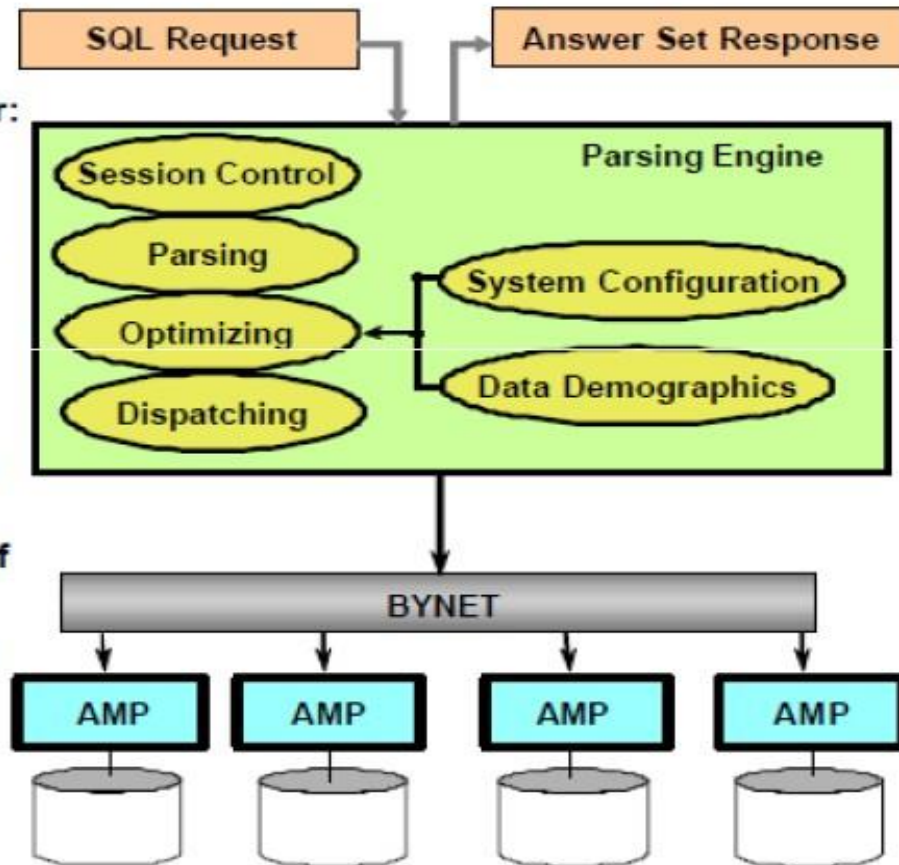 SQL Request
Answer Set Response
r:
Parsing Engine
Session Control
Parsing
System Configuration
Optimizing
Data Demographics
Dispatching
f
BYNET
AMP AMP AMP AMP